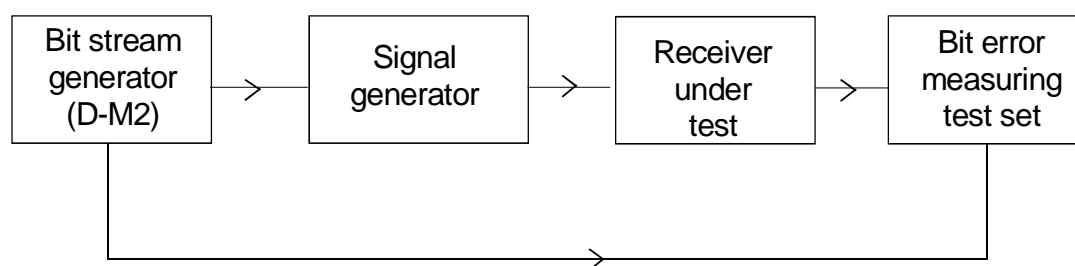 Bit stream
generator
(D-M2)
Signal
generator
Receiver
under
test
Bit error
measuring
test set